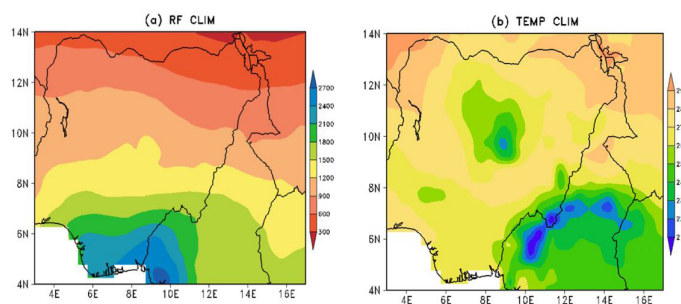 (a) RF CLIM
(b) TEMP CLIM
14N
12N
10N
8N
6N
4N
4E
6E
8E
10E
12E
14E
16E
2700
2400
2100
1800
1500
1200
900
600
300
14N
12N
10N
8N
6N
4N
4E
6E
8E
10E
12E
14E
16E